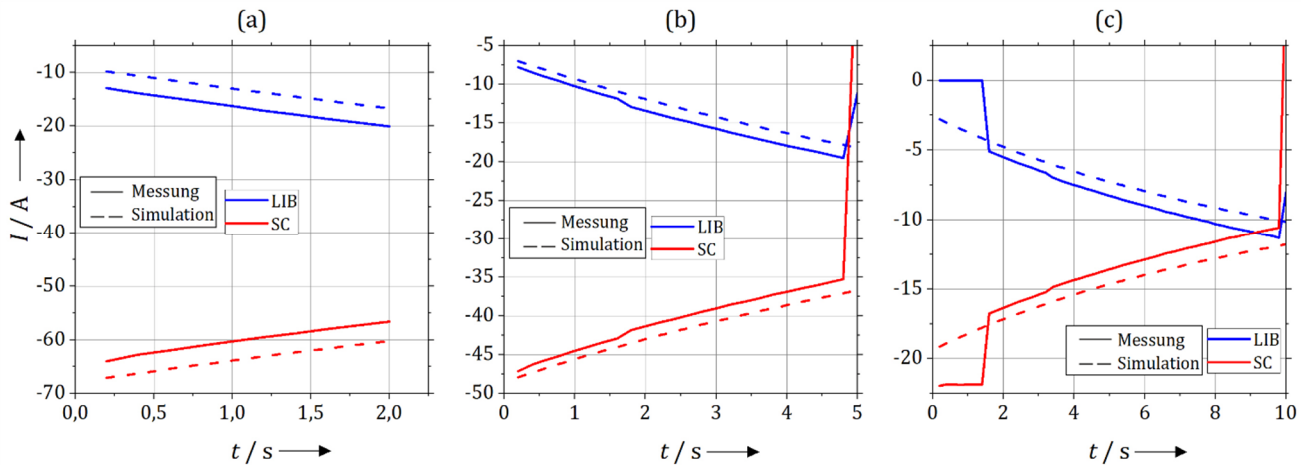 (a)
I / A
-10
-20
-30
-40
-50
-60
-70
Messung
Simulation
LIB
SC
0,0 0,5 1,0 1,5 2,0
t / s
(b)
-5
-10
-15
-20
-25
-30
-35
-40
-45
-50
Messung
Simulation
LIB
SC
0 1 2 3 4 5
t / s
(c)
0
-5
-10
-15
-20
Messung
Simulation
LIB
SC
0 2 4 6 8 10
t / s